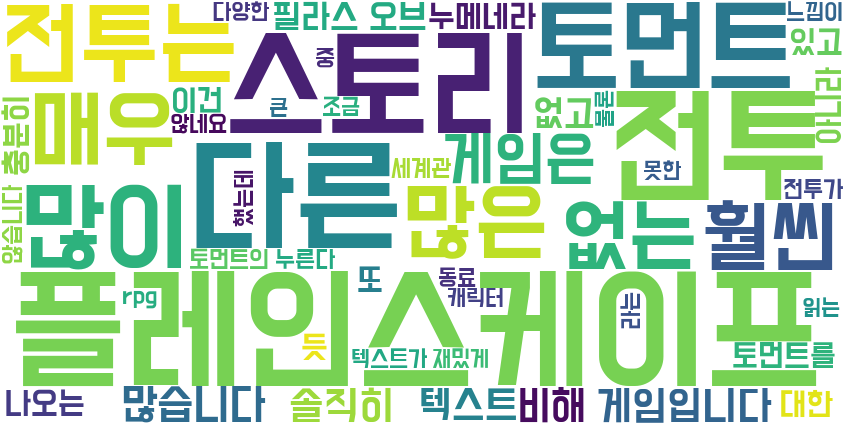 전투는
다양한
필라스 오브
누메네라
느낌이
스토리
토먼트
있고
중
매우
이건
큰
조금
않네요
없고
물론
아니라
충분히
다른
게임은
전투
세계관
못한
전투가
했는데
많이
많은
없는
훨씬
않습니다
토먼트의
누른다
또
동료
캐릭터
rpg
플레인스케이프
듯
텍스트가
재밌게
읽는
토먼트를
나오는
많습니다
솔직히
텍스트
비해
게임입니다
대한